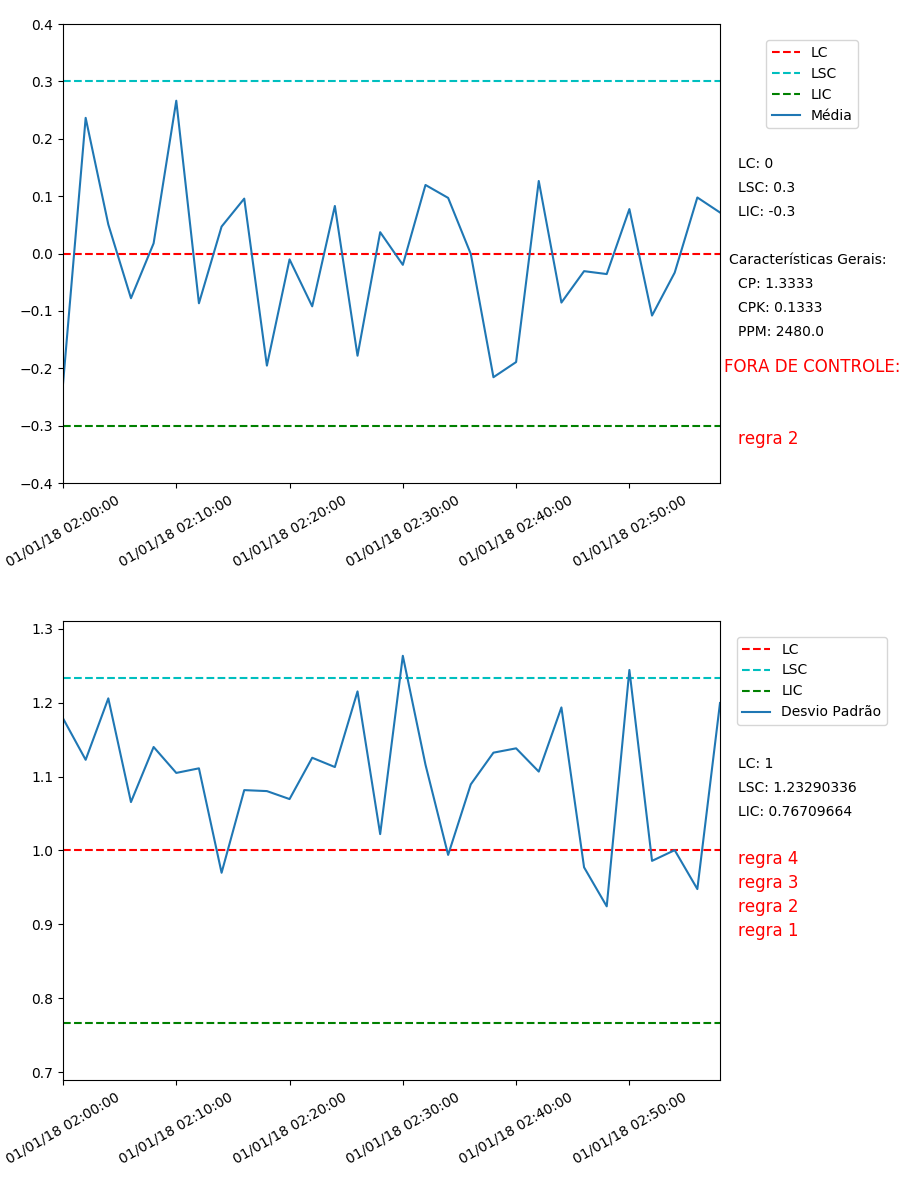 0.4
0.3
0.2
0.1
0.0
−0.1
−0.2
−0.3
−0.4
01/01/18 02:00:00
01/01/18 02:10:00
01/01/18 02:20:00
01/01/18 02:30:00
01/01/18 02:40:00
01/01/18 02:50:00
LC
LSC
LIC
Média
LC: 0
LSC: 0.3
LIC: -0.3
Características Gerais:
CP: 1.3333
CPK: 0.1333
PPM: 2480.0
FORA DE CONTROLE:
regra 2
1.3
1.2
1.1
1.0
0.9
0.8
0.7
01/01/18 02:00:00
01/01/18 02:10:00
01/01/18 02:20:00
01/01/18 02:30:00
01/01/18 02:40:00
01/01/18 02:50:00
LC
LSC
LIC
Desvio Padrão
LC: 1
LSC: 1.23290336
LIC: 0.76709664
regra 4
regra 3
regra 2
regra 1